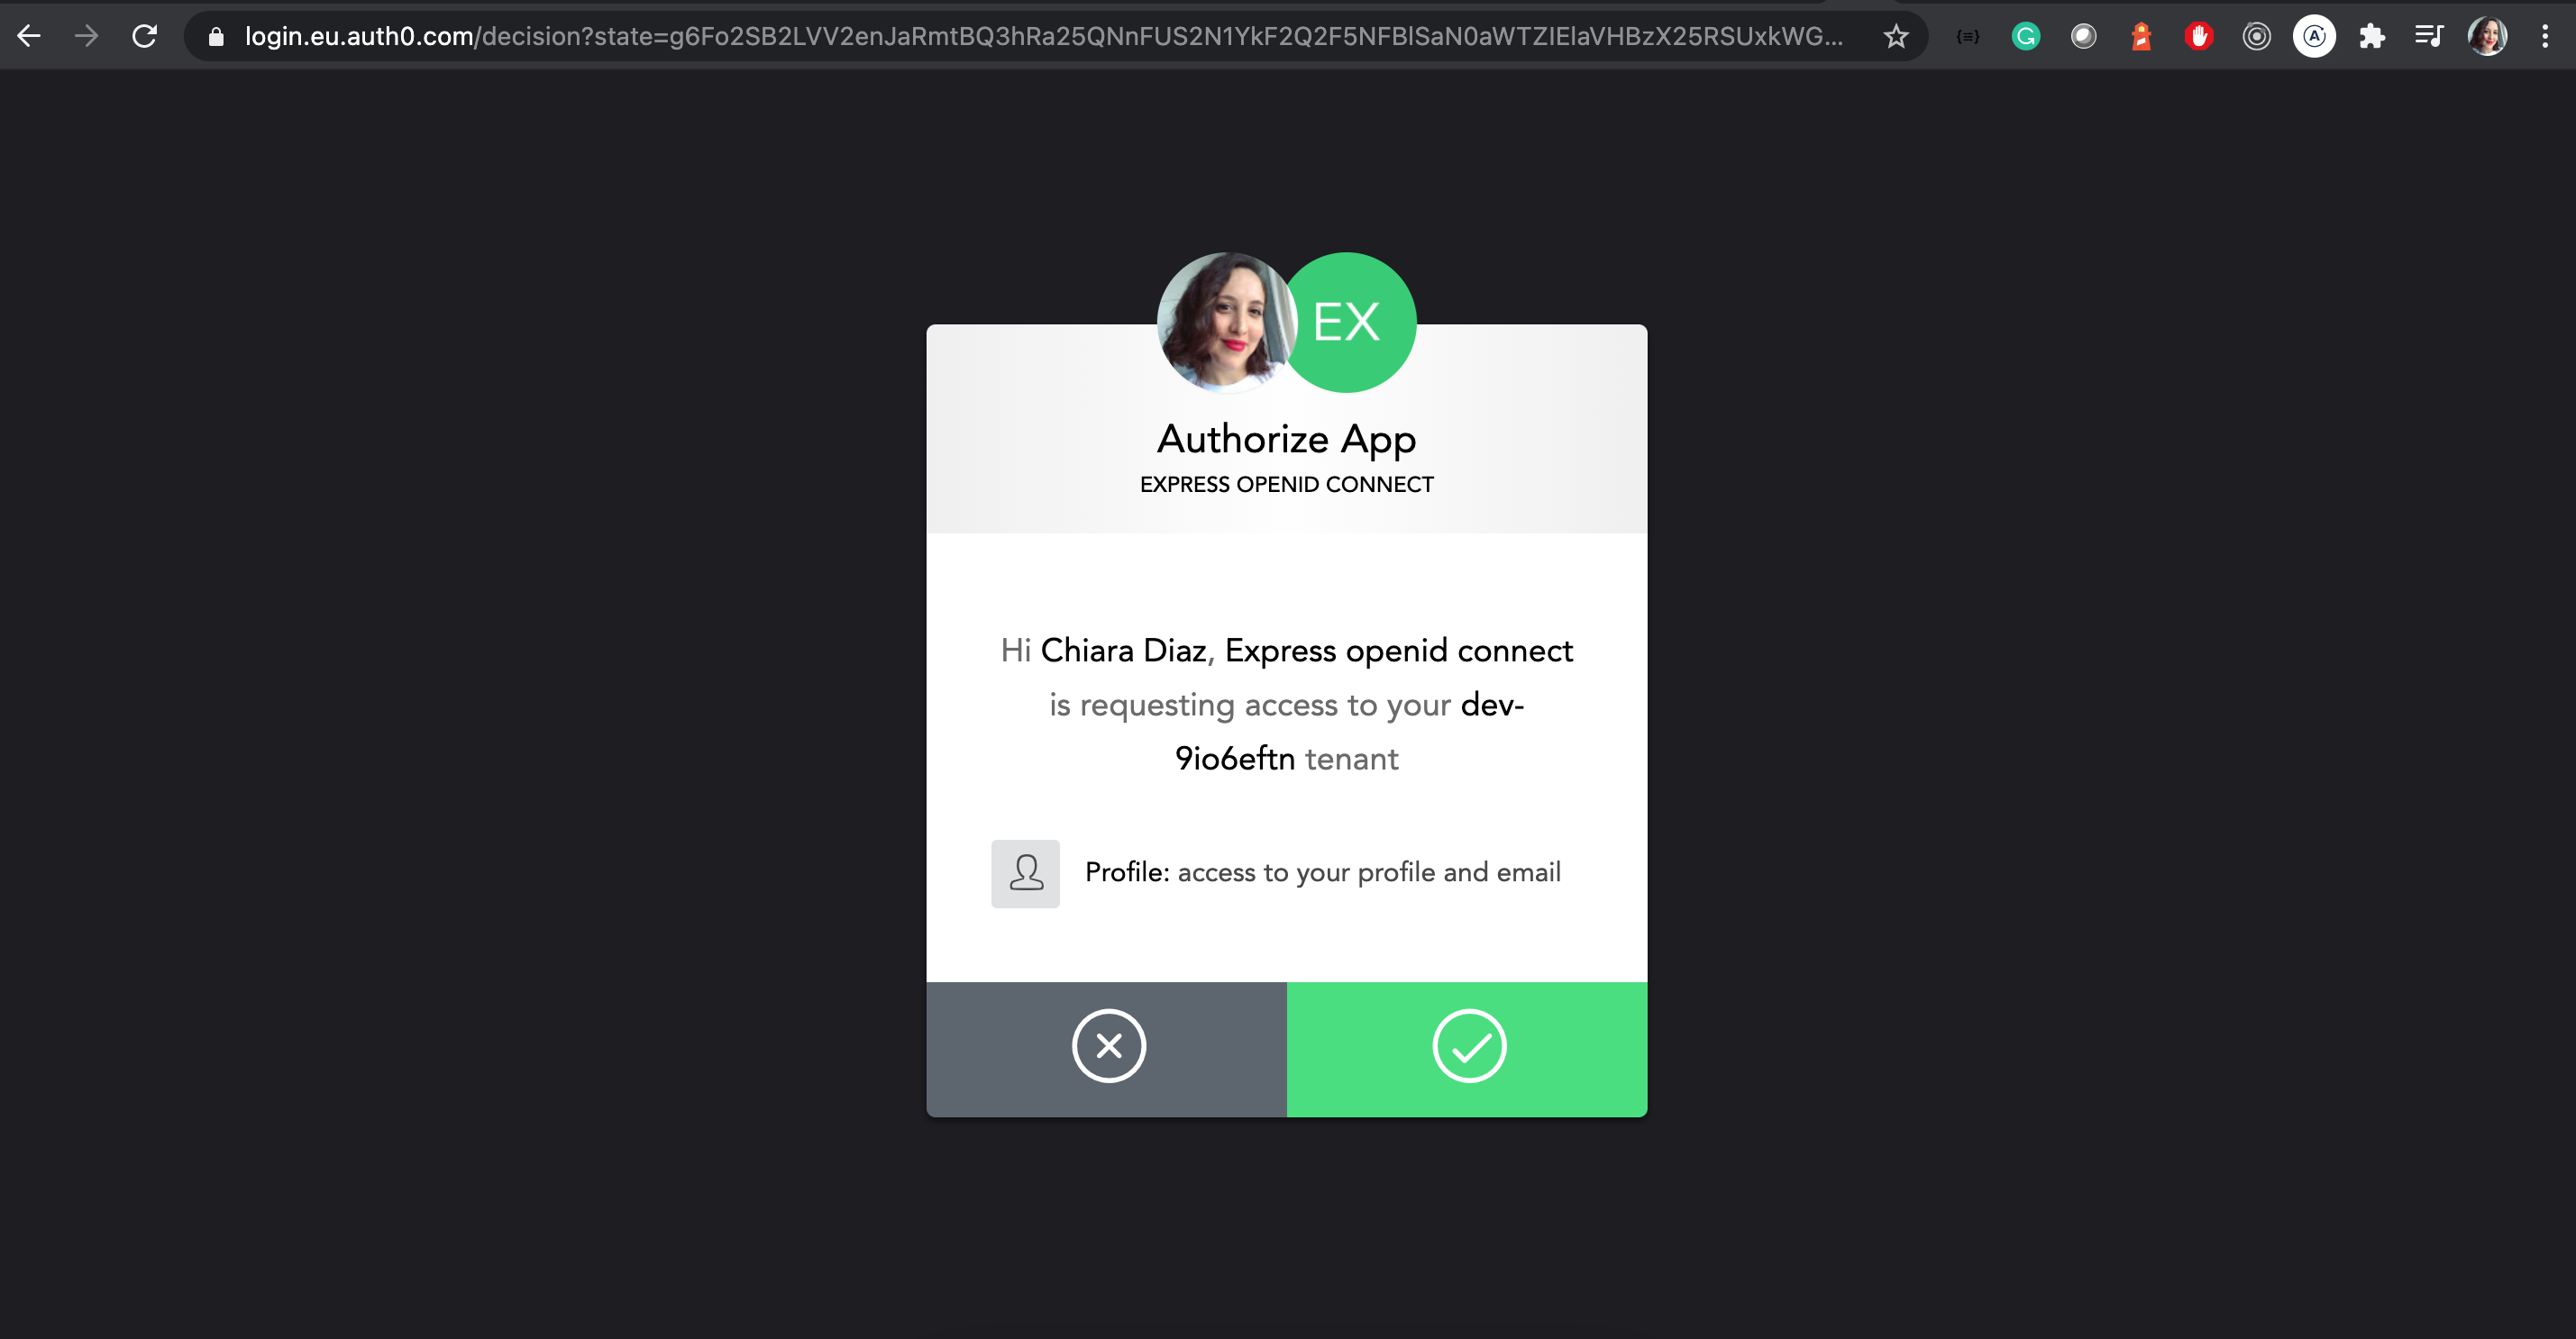 login.eu.auth0.com/decision?state=g6Fo2SB2LVV2enJaRmtBQ3hRa25QNnFUS2N1YkF2Q2F5NFBlSaN0aWTZIElaVHBzX25RSUxkWG...
EX
Authorize App
EXPRESS OPENID CONNECT
Hi Chiara Diaz, Express openid connect
is requesting access to your dev-
9io6eftn tenant
Profile: access to your profile and email